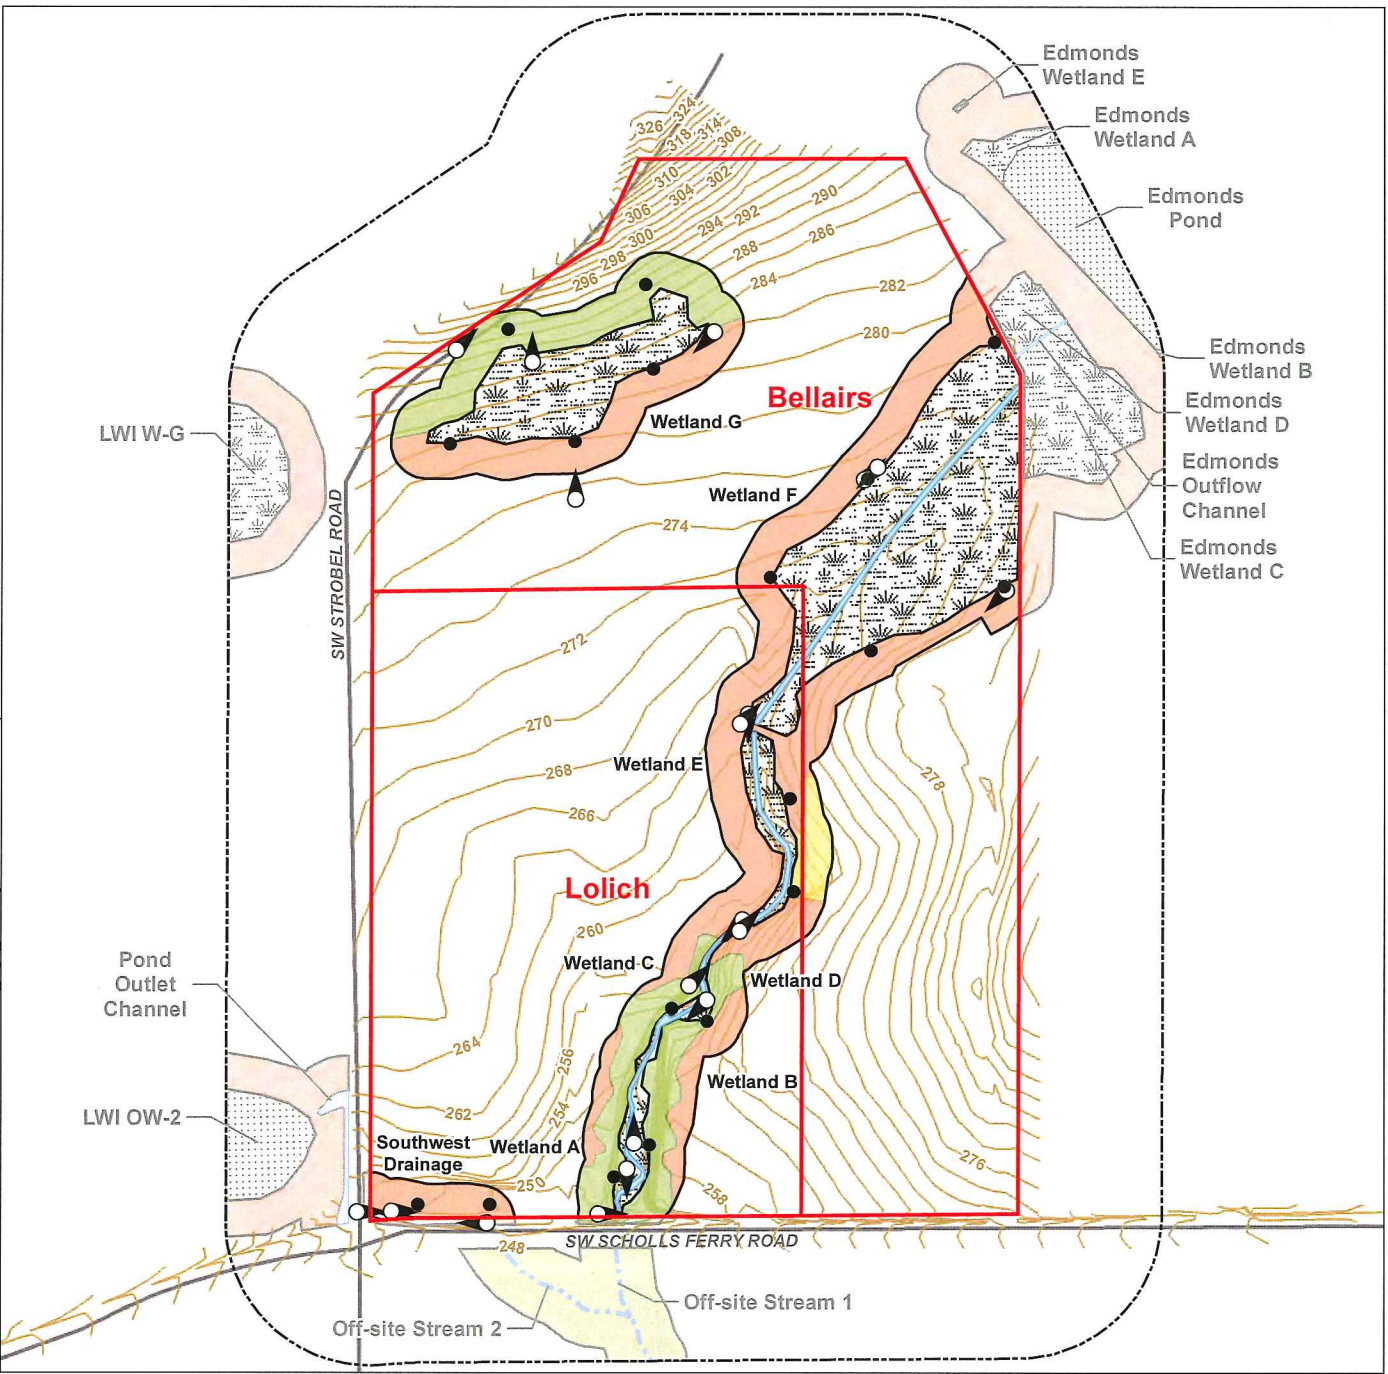 Edmonds
Wetland E
Edmonds
Wetland A
326
324
318
314
308
310
304
302
Edmonds
Pond
306
300
298
296
294
292
290
288
286
284
282
280
Edmonds
Wetland B
Bellairs
Wetland G
Edmonds
Wetland D
LWI W-G
Edmonds
Outflow
Channel
Wetland F
274
SW STROBEL ROAD
Edmonds
Wetland C
272
270
268
Wetland E
266
278
Lolich
260
Wetland C
Pond
Outlet
Channel
Wetland D
264
256
Wetland B
LWI OW-2
262
254
Southwest
Drainage
Wetland A
276
250
258
SW SCHOLLS FERRY ROAD
248
Off-site Stream 1
Off-site Stream 2